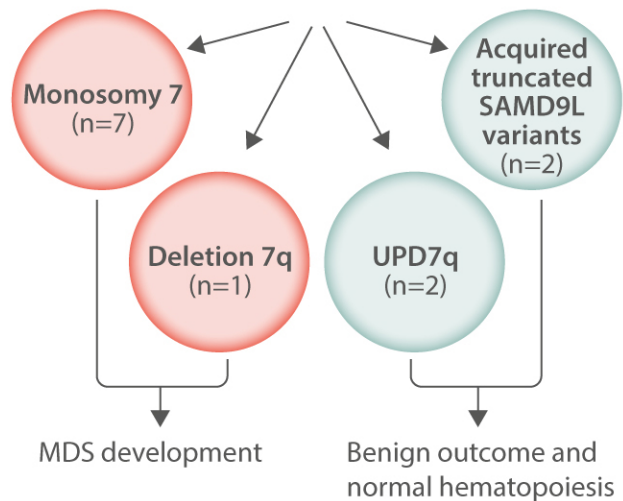 Monosomy 7
(n=7)
Acquired
truncated
SAMD9L
variants
(n=2)
Deletion 7q
(n=1)
UPD7q
(n=2)
MDS development
Benign outcome and
normal hematopoiesis